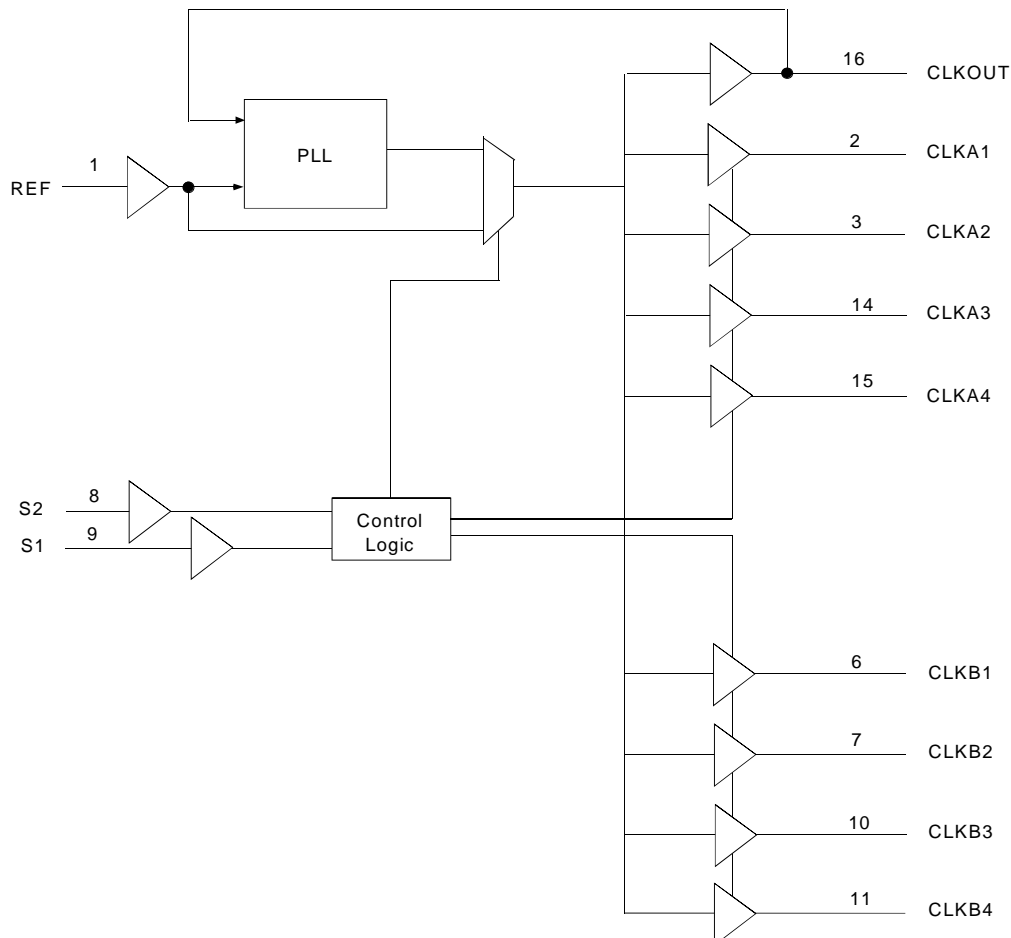 16
CLKOUT
PLL
1
REF
2
CLKA1
3
CLKA2
14
CLKA3
15
CLKA4
S2
8
S1
9
Control
Logic
6
CLKB1
7
CLKB2
10
CLKB3
11
CLKB4